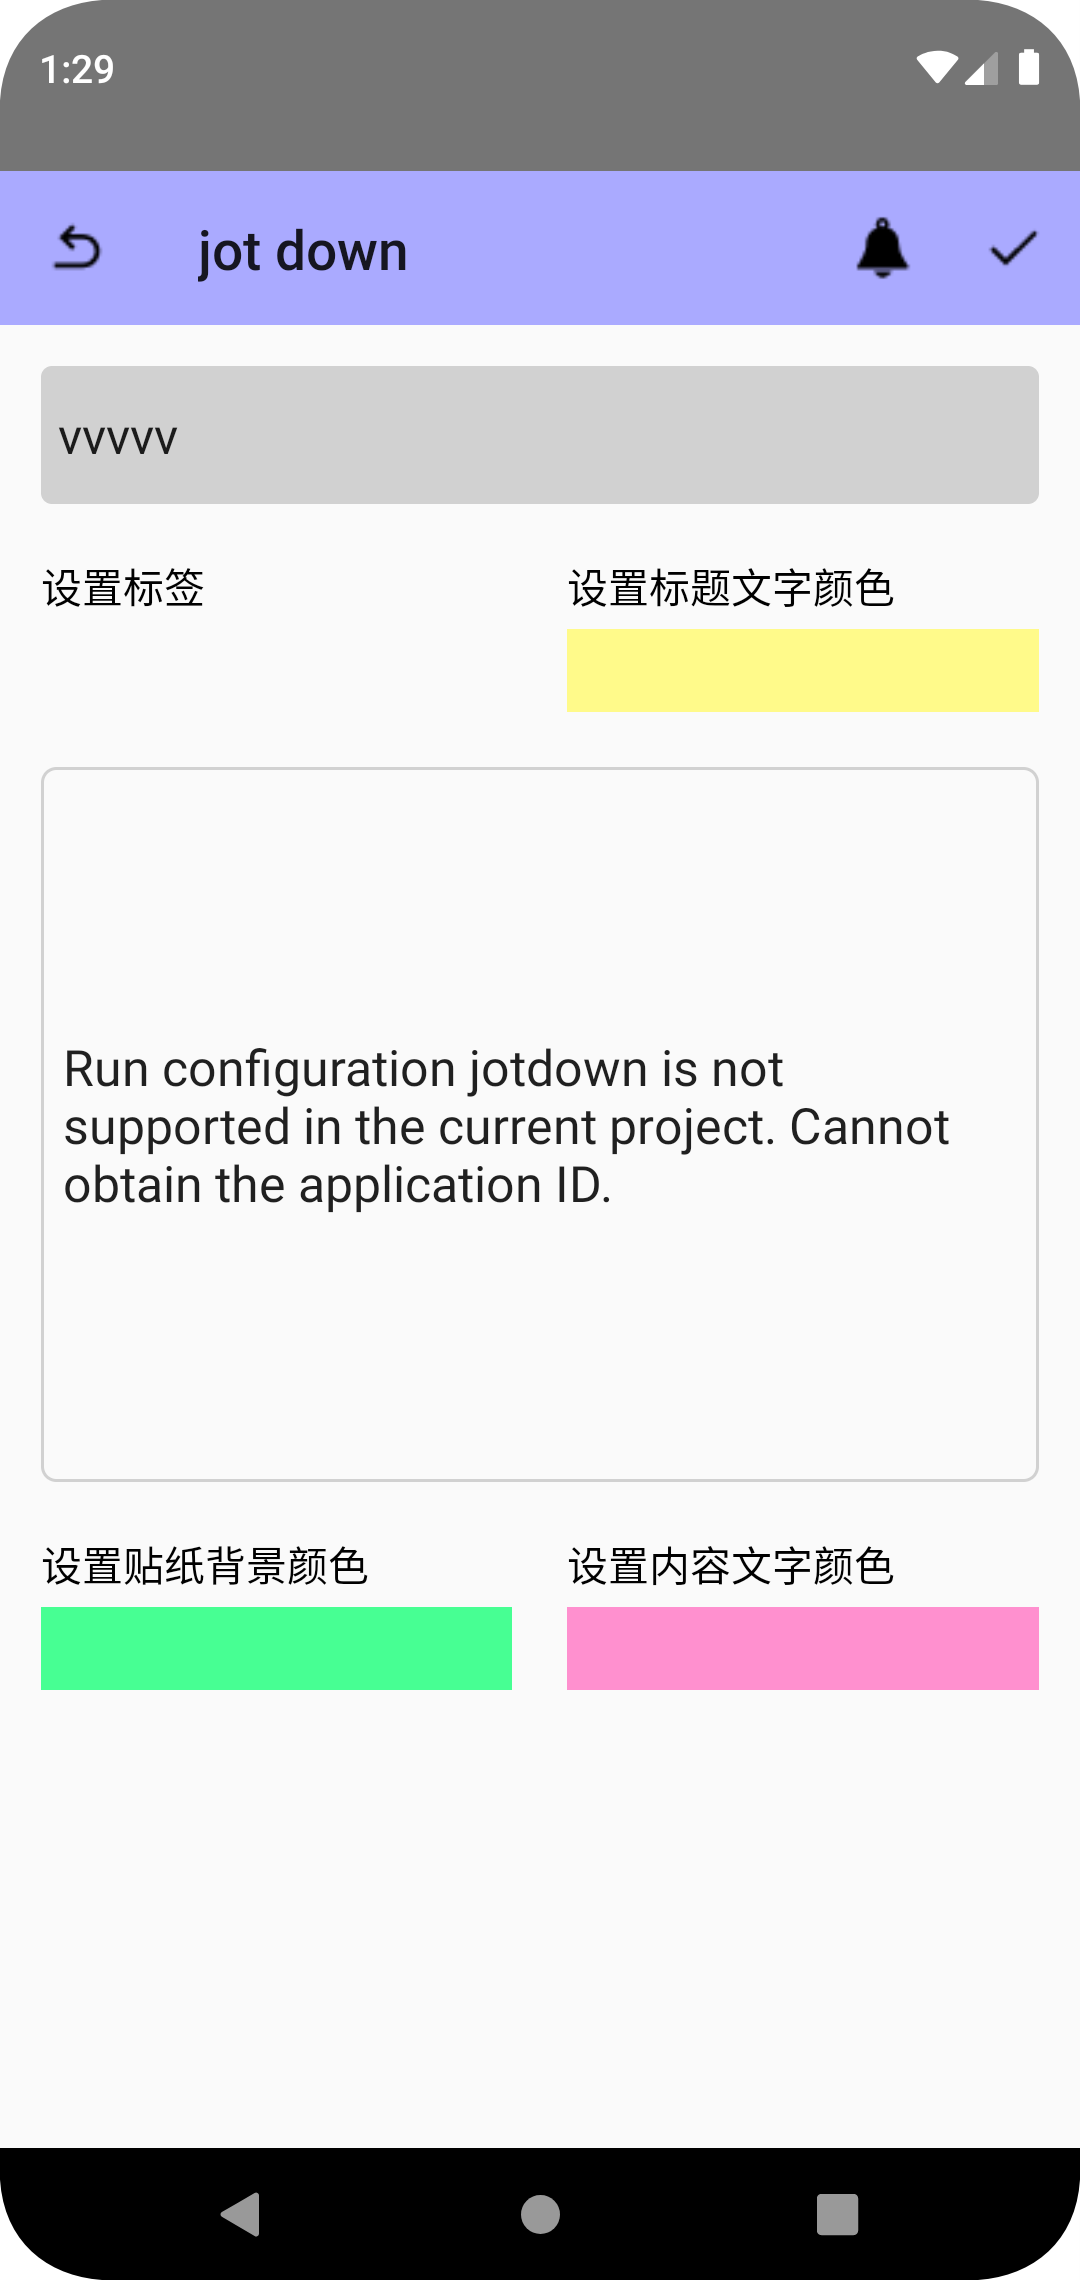 1:29
jot down
vvvvv
设置标签
设置标题文字颜色
Run configuration jotdown is not
supported in the current project. Cannot
obtain the application ID.
设置贴纸背景颜色
设置内容文字颜色